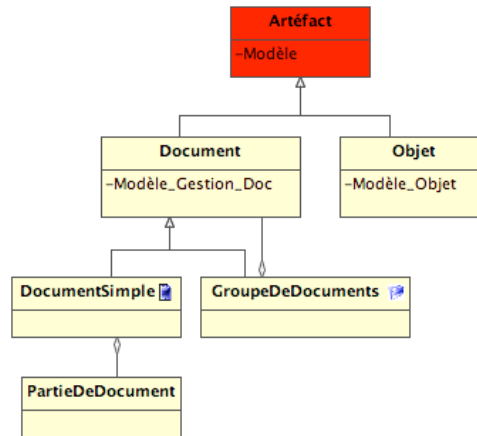 Artéfact
-Modèle
Document
-Modèle_Gestion_Doc
Objet
-Modèle_Objet
DocumentSimple
GroupeDeDocuments
PartieDeDocument